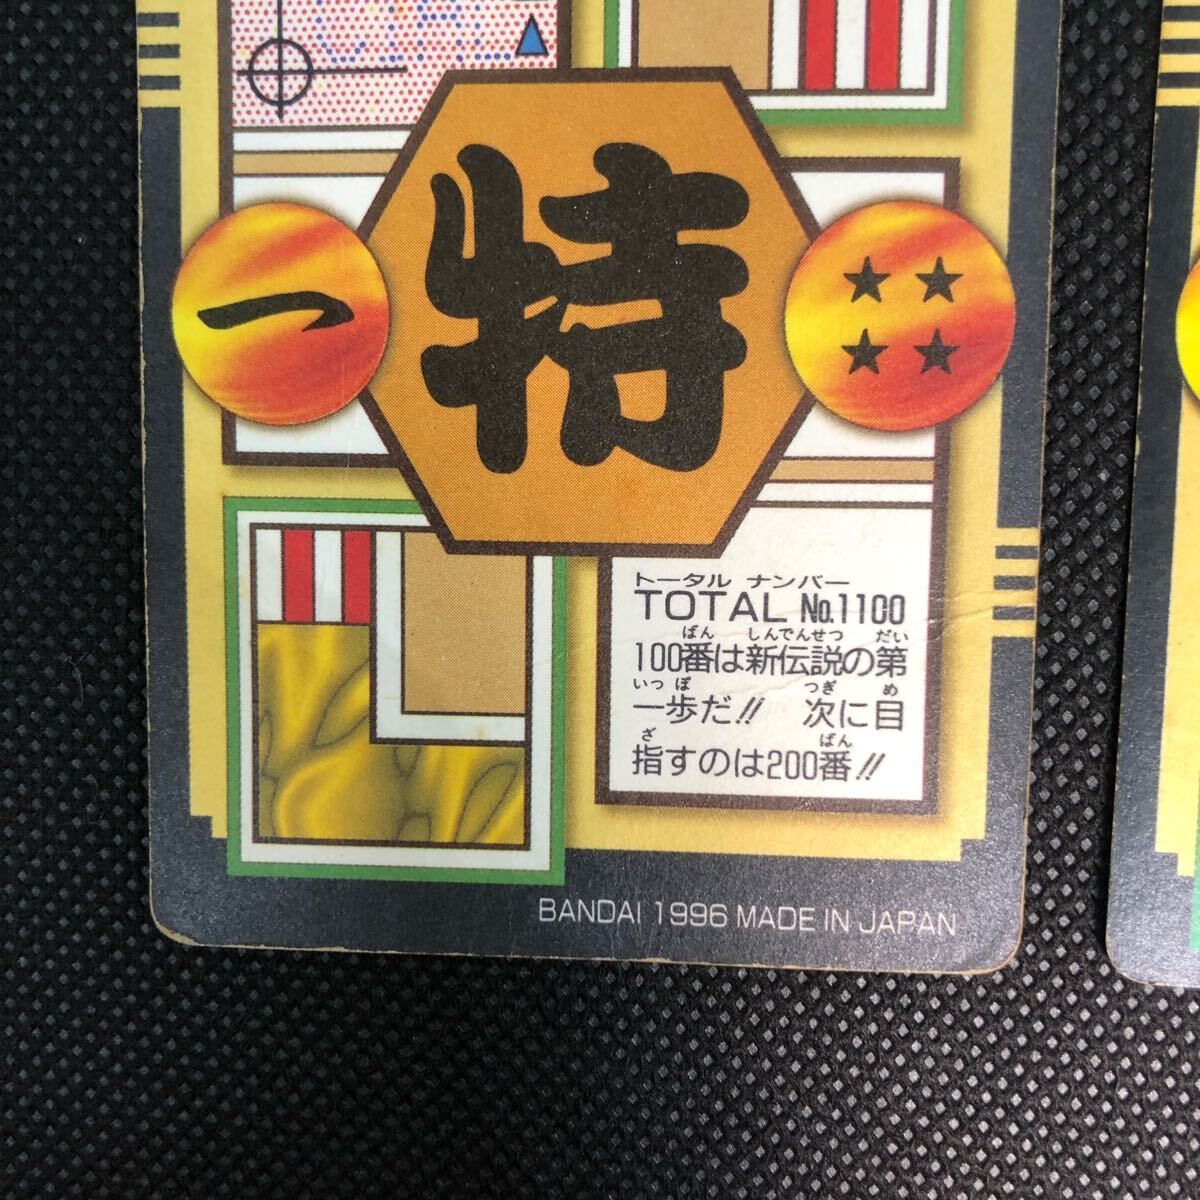 特
一
トータル ナンバー
TOTAL No.1100
ばん しんでんせつ だい
100番は新伝説の第
いっ ぽ つぎ め
一歩だ!! 次に目
ざ ばん
指すのは200番!!
BANDAI 1996 MADE IN JAPAN